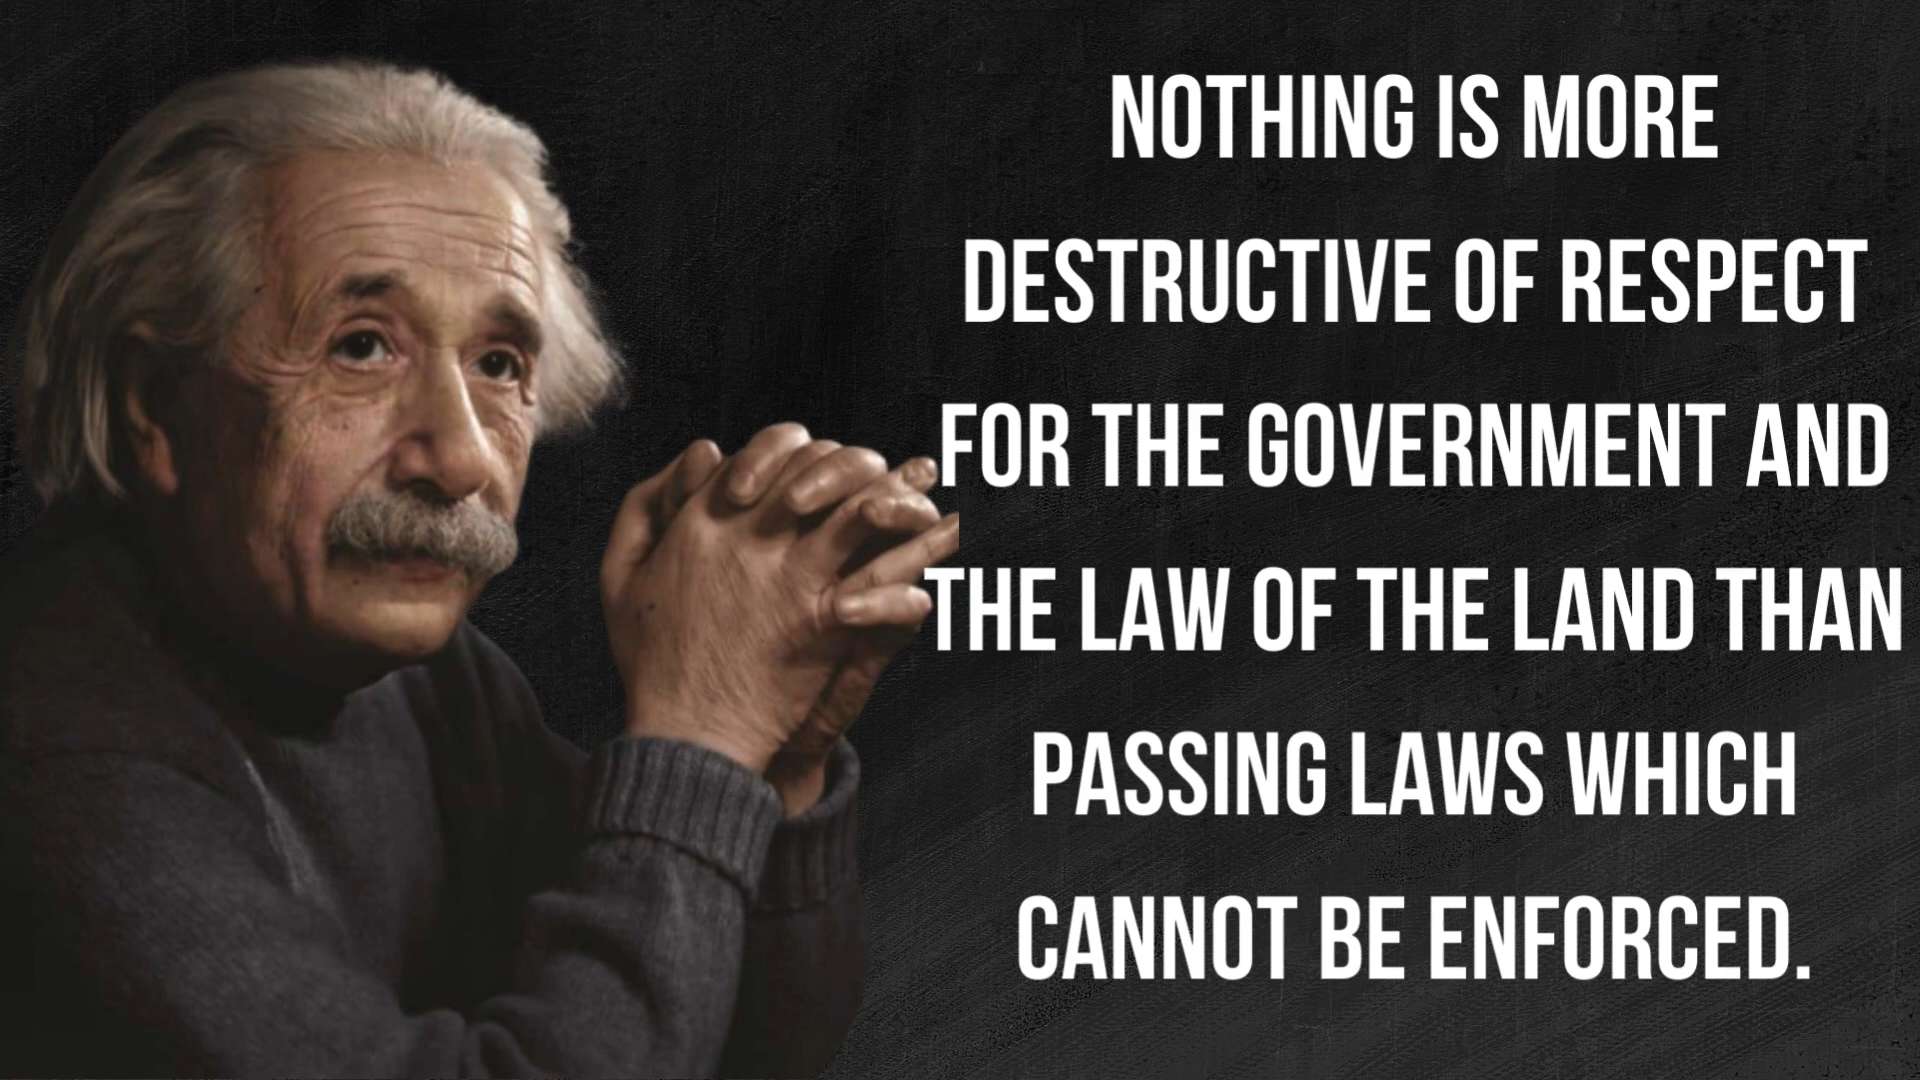 NOTHING IS MORE
DESTRUCTIVE OF RESPECT
FOR THE GOVERNMENT AND
THE LAW OF THE LAND THAN
PASSING LAWS WHICH
CANNOT BE ENFORCED.